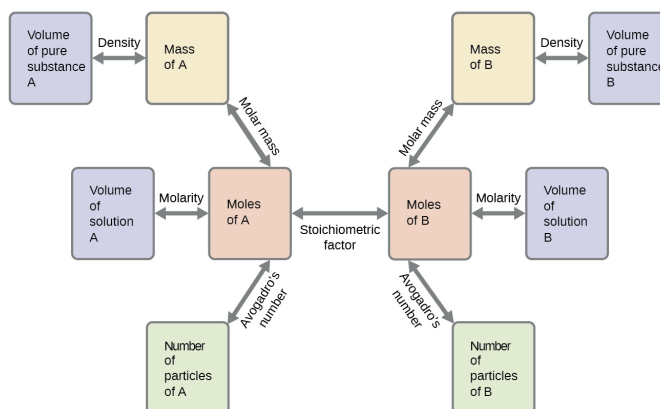 Volume
of pure
substance
A
Density
Mass
of A
Mass
of B
Density
Volume
of pure
substance
B
Molar mass
Molar mass
Volume
of
solution
A
Molarity
Moles
of A
Stoichiometric
factor
Moles
of B
Molarity
Volume
of
solution
B
Avogadro's
number
Avogadro's
number
Number
of
particles
of A
Number
of
particles
of B